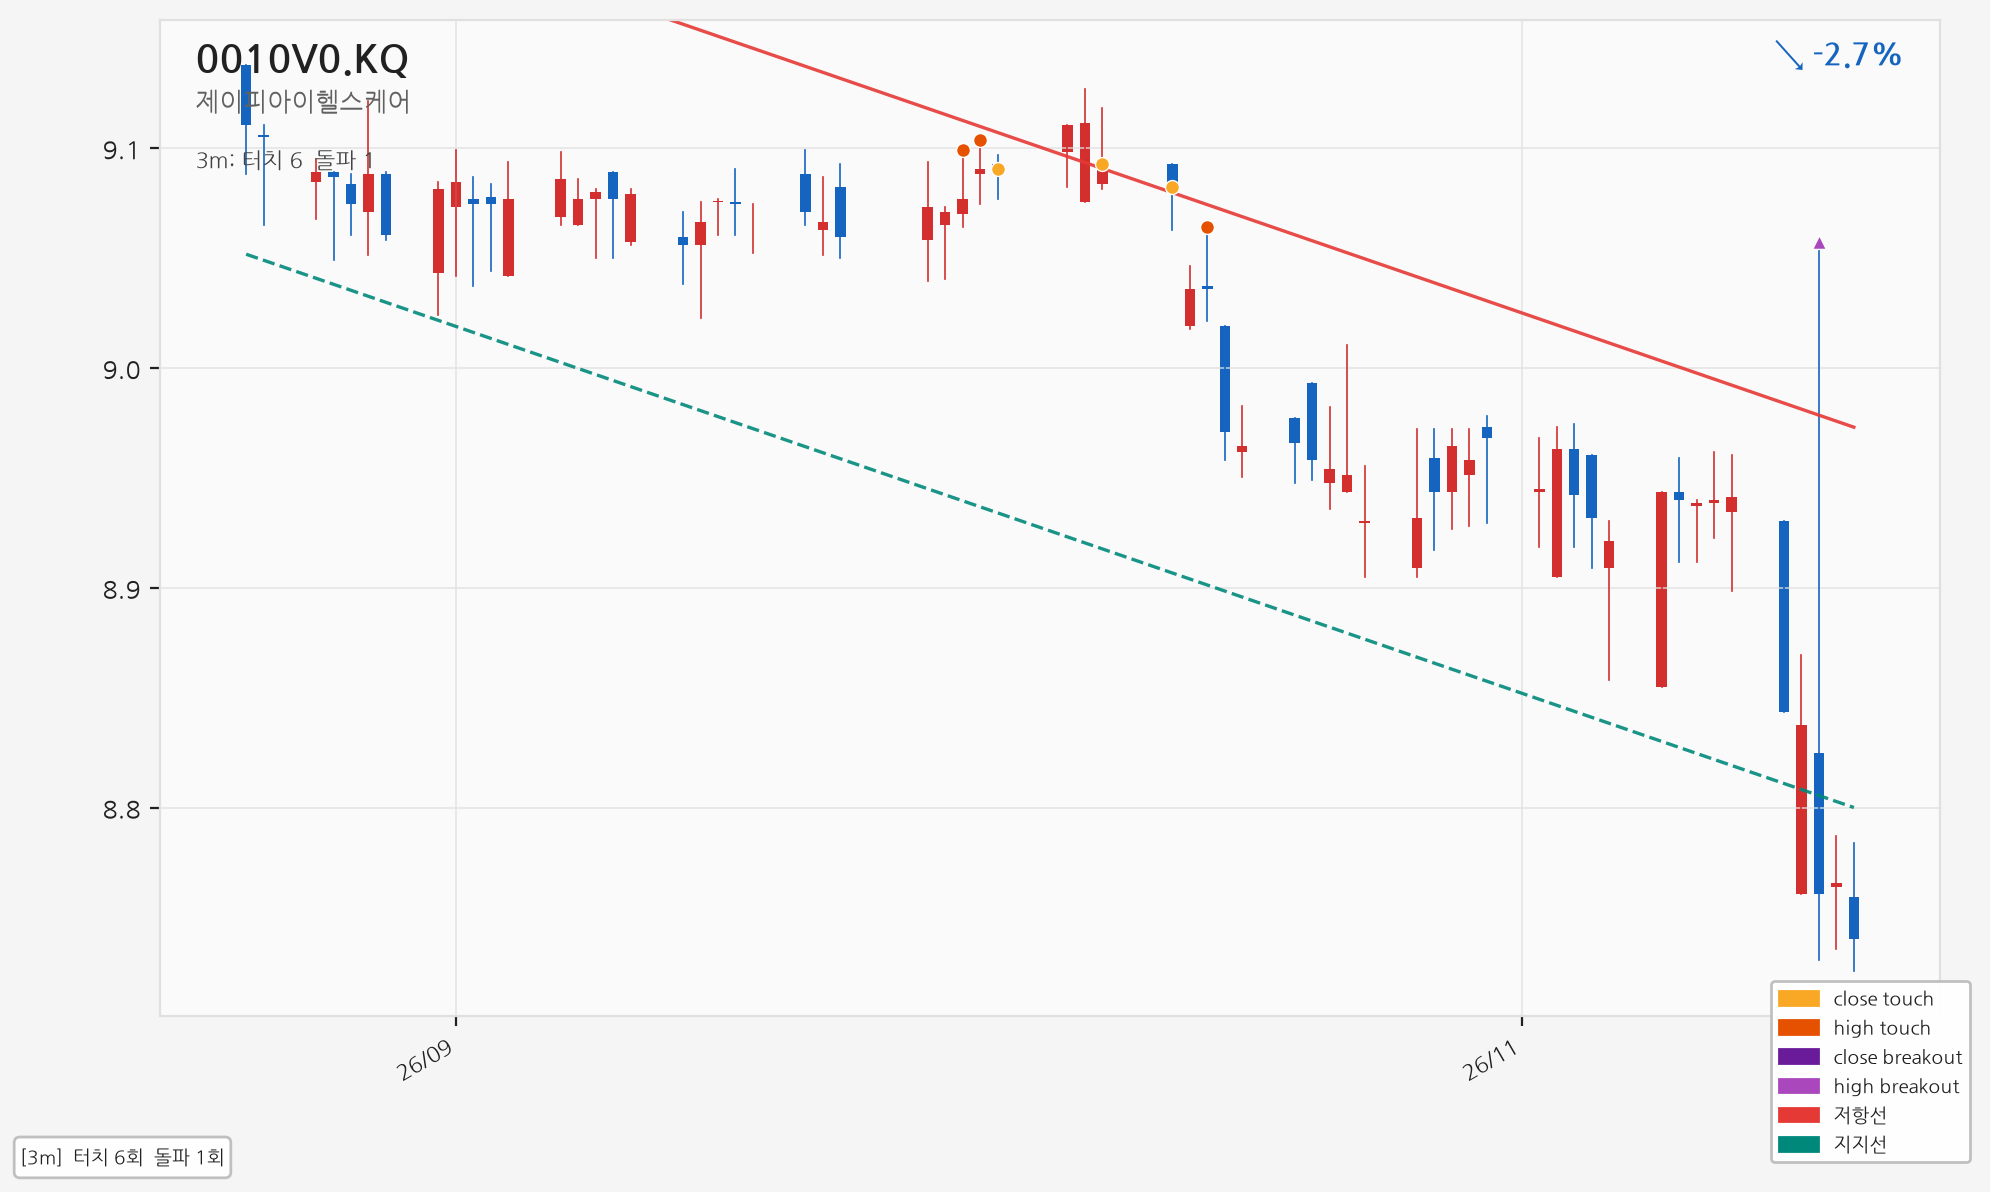 0010V0.KQ
제이피아이헬스케어
3m: 터치 6  돌파 1
-2.7%
9.1
9.0
8.9
8.8
26/09
26/11
close touch
high touch
close breakout
high breakout
저항선
지지선
[3m]  터치 6회  돌파 1회